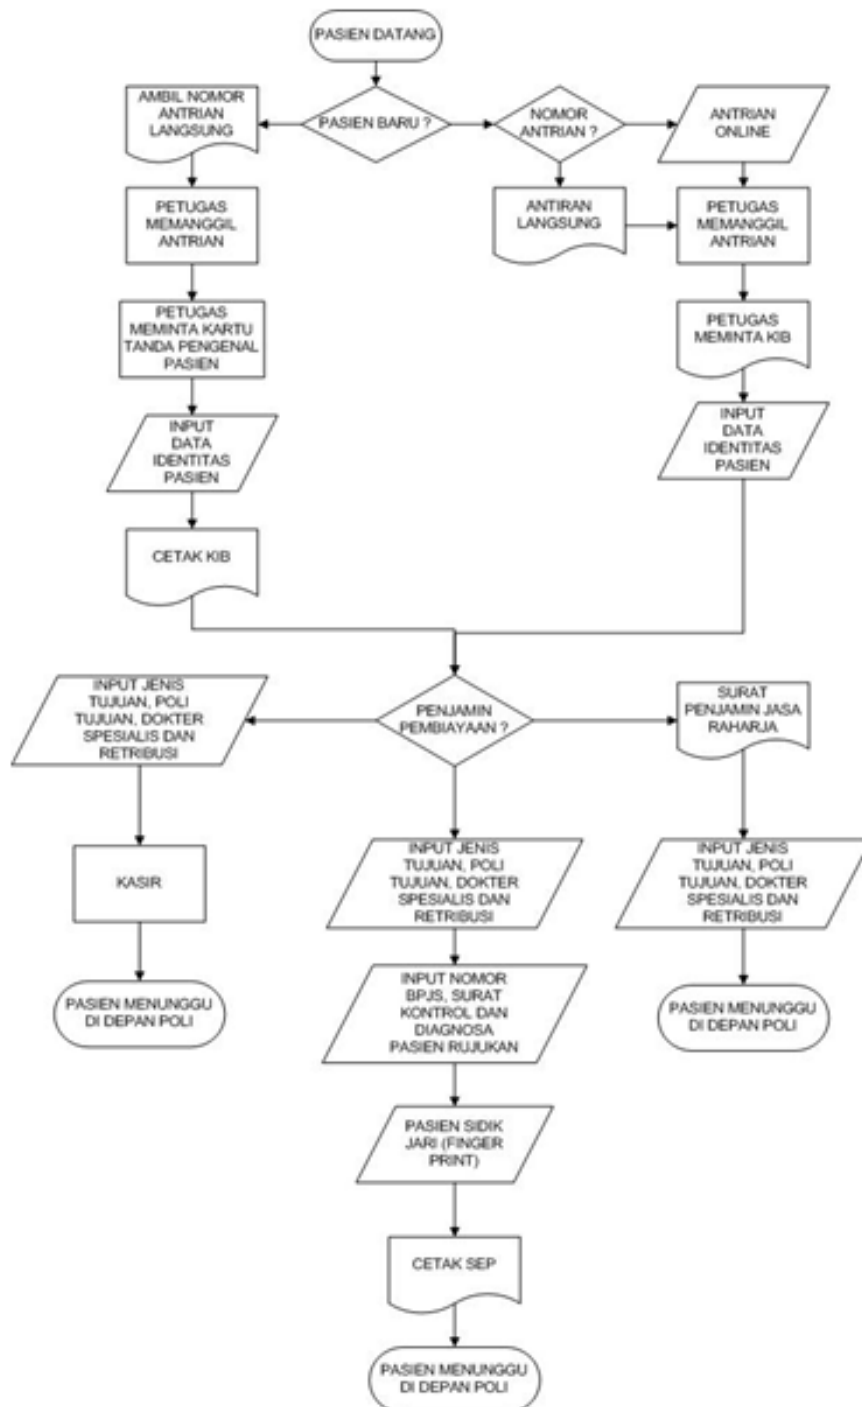 PASIEN DATANG
AMBIL NOMOR
ANTRIAN
LANGSUNG
PASIEN BARU ?
NOMOR
ANTRIAN ?
ANTRIAN
ONLINE
PETUGAS
MEMANGGIL
ANTRIAN
ANTIRAN
LANGSUNG
PETUGAS
MEMANGGIL
ANTRIAN
PETUGAS
MEMINTA KARTU
TANDA PENGENAL
PASIEN
PETUGAS
MEMINTA KIB
INPUT
DATA
IDENTITAS
PASIEN
INPUT
DATA
IDENTITAS
PASIEN
CETAK KIB
INPUT JENIS
TUJUAN, POLI
TUJUAN, DOKTER
SPESIALIS DAN
RETRIBUSI
PENJAMIN
PEMBIAYAAN ?
SURAT
PENJAMIN JASA
RAHARJA
KASIR
INPUT JENIS
TUJUAN, POLI
TUJUAN, DOKTER
SPESIALIS DAN
RETRIBUSI
INPUT JENIS
TUJUAN, POLI
TUJUAN, DOKTER
SPESIALIS DAN
RETRIBUSI
PASIEN MENUNGGU
DI DEPAN POLI
INPUT NOMOR
BPJS, SURAT
KONTROL DAN
DIAGNOSA
PASIEN RUJUKAN
PASIEN MENUNGGU
DI DEPAN POLI
PASIEN SIDIK
JARI (FINGER
PRINT)
CETAK SEP
PASIEN MENUNGGU
DI DEPAN POLI